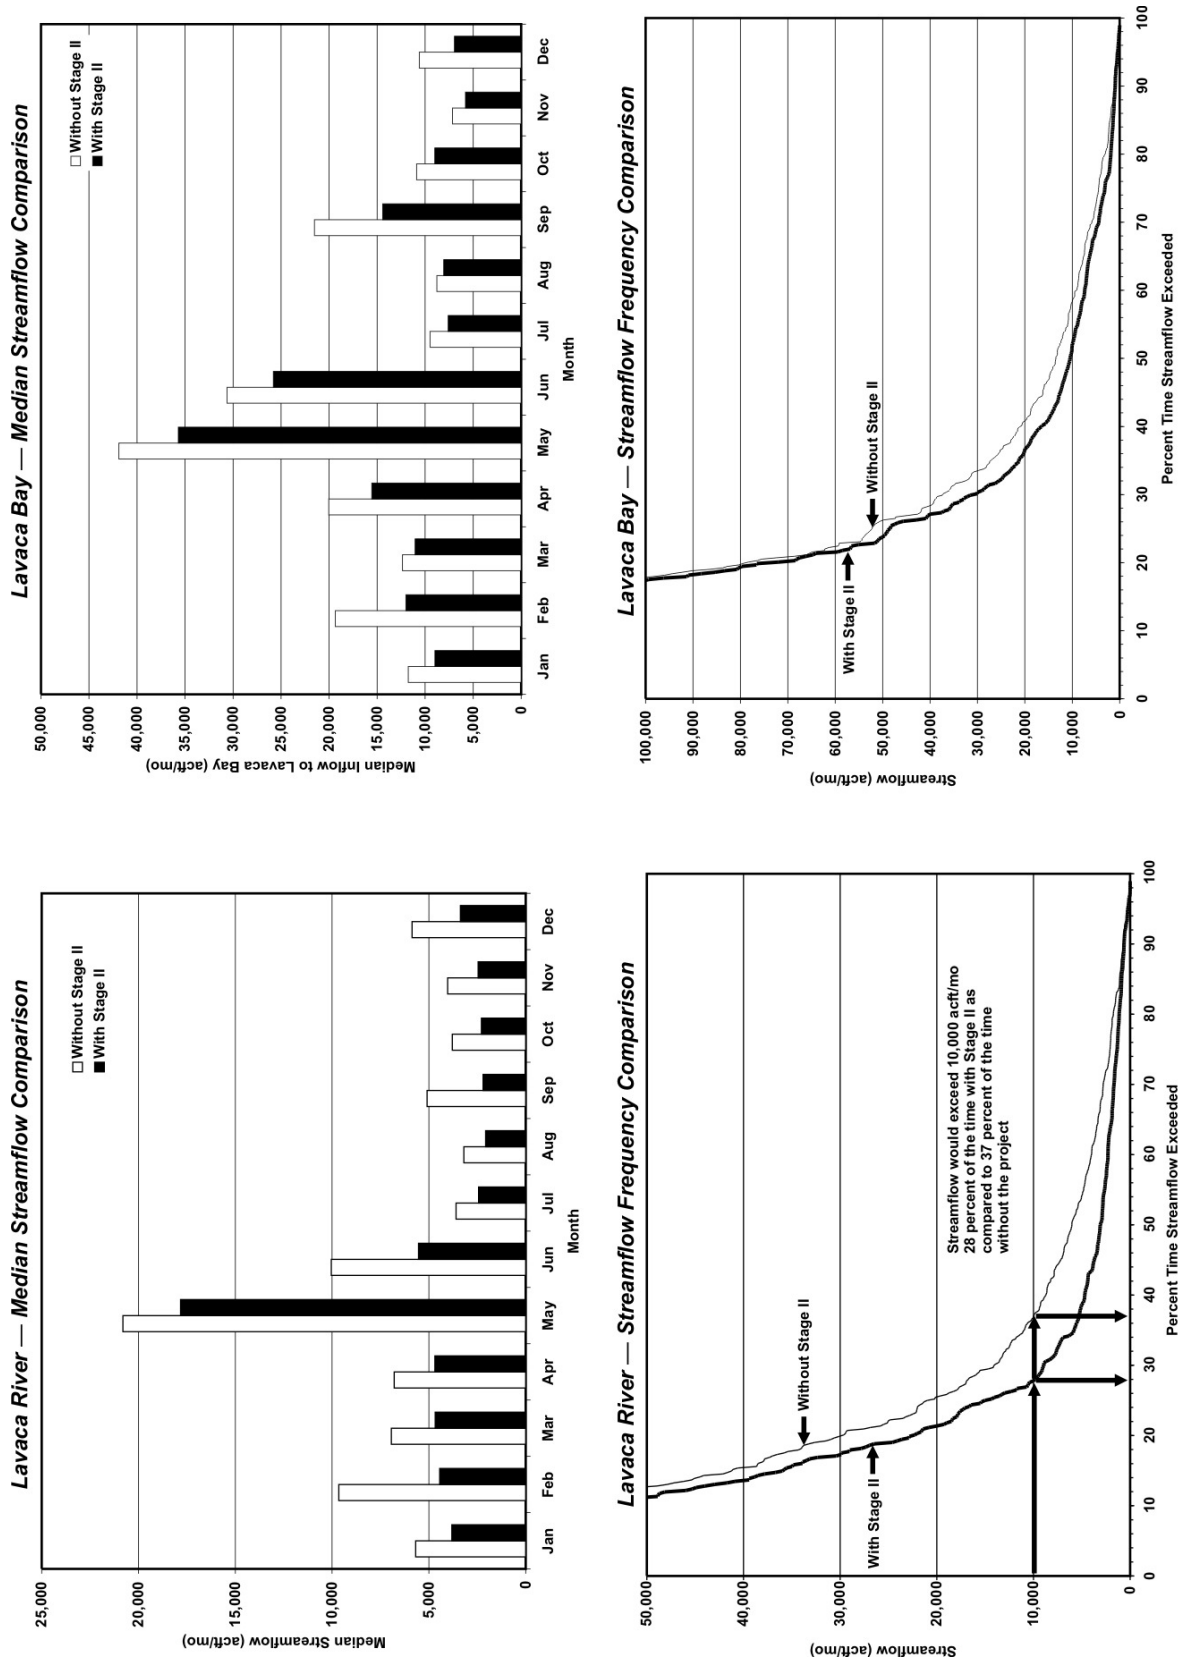 Lavaca River — Median Streamflow Comparison
25,000
20,000
15,000
10,000
5,000
0
Median Streamflow (acft/mo)
Without Stage II
With Stage II
Jan Feb Mar Apr May Jun Jul Aug Sep Oct Nov Dec
Month
Lavaca Bay — Median Streamflow Comparison
50,000
45,000
40,000
35,000
30,000
25,000
20,000
15,000
10,000
5,000
0
Median Inflow to Lavaca Bay (acft/mo)
Without Stage II
With Stage II
Jan Feb Mar Apr May Jun Jul Aug Sep Oct Nov Dec
Month
Lavaca River — Streamflow Frequency Comparison
50,000
40,000
30,000
20,000
10,000
0
Streamflow (acft/mo)
Without Stage II
With Stage II
Streamflow would exceed 10,000 acft/mo
28 percent of the time with Stage II as
compared to 37 percent of the time
without the project
0 10 20 30 40 50 60 70 80 90 100
Percent Time Streamflow Exceeded
Lavaca Bay — Streamflow Frequency Comparison
100,000
90,000
80,000
70,000
60,000
50,000
40,000
30,000
20,000
10,000
0
Streamflow (acft/mo)
With Stage II
Without Stage II
0 10 20 30 40 50 60 70 80 90 100
Percent Time Streamflow Exceeded